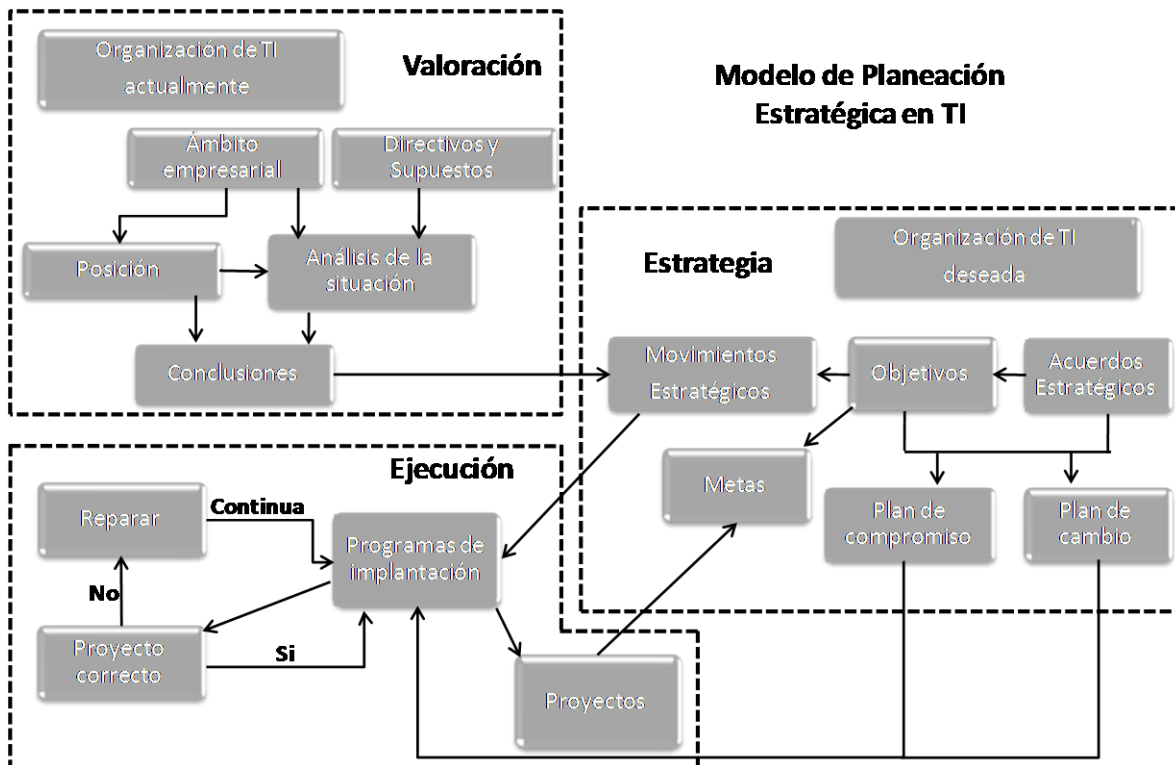 Organización de TI
actualmente
Valoración
Modelo de Planeación
Estratégica en TI
Ámbito
empresarial
Directivos y
Supuestos
Posición
Análisis de la
situación
Conclusiones
Estrategia
Organización de TI
deseada
Movimientos
Estratégicos
Objetivos
Acuerdos
Estratégicos
Metas
Plan de
compromiso
Plan de
cambio
Ejecución
Reparar
Continua
Programas de
implantación
No
Proyecto
correcto
Si
Proyectos